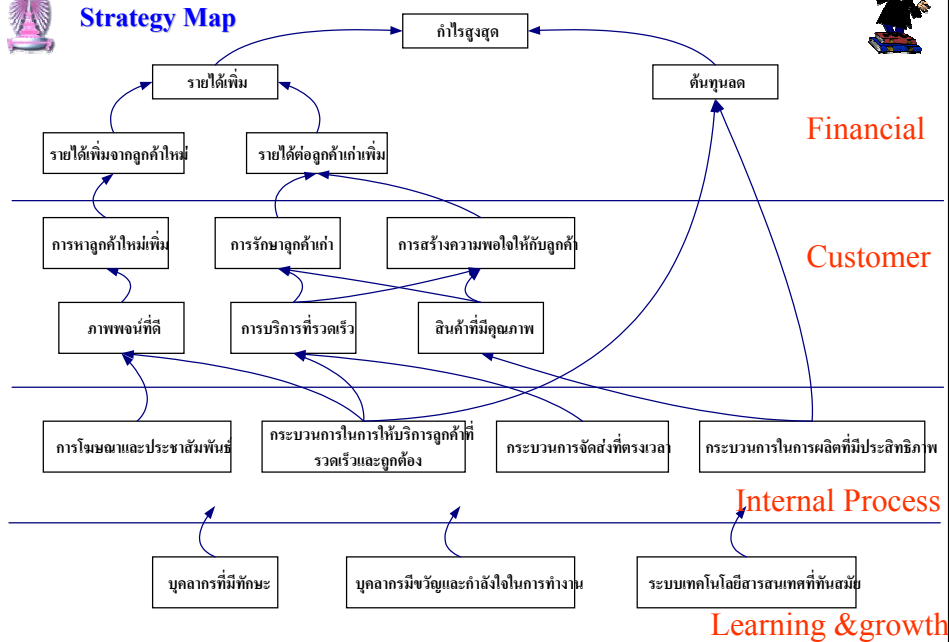 Strategy Map
กำไรสูงสุด
รายได้เพิ่ม
ต้นทุนลด
Financial
รายได้เพิ่มจากลูกค้าใหม่
รายได้ต่อลูกค้าเก่าเพิ่ม
การหาลูกค้าใหม่เพิ่ม
การรักษาลูกค้าเก่า
การสร้างความพอใจให้กับลูกค้า
Customer
ภาพพจน์ที่ดี
การบริการที่รวดเร็ว
สินค้าที่มีคุณภาพ
การโฆษณาและประชาสัมพันธ์
กระบวนการในการให้บริการลูกค้าที่
รวดเร็วและถูกต้อง
กระบวนการจัดส่งที่ตรงเวลา
กระบวนการในการผลิตที่มีประสิทธิภาพ
Internal Process
บุคลากรที่มีทักษะ
บุคลากรมีขวัญและกำลังใจในการทำงาน
ระบบเทคโนโลยีสารสนเทศที่ทันสมัย
Learning &growth